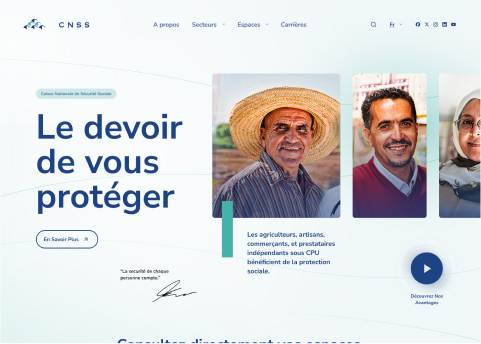 CNSS
A propos
Secteurs
Espaces
Carrières
Fr
Caisse Nationale de Sécurité Sociale
Le devoir
de vous
protéger
En Savoir Plus
Les agriculteurs, artisans,
commerçants, et prestataires
indépendants sous CPU
bénéficient de la protection
sociale.
"La sécurité de chaque
personne compte."
Découvrez Nos
Avantages
Consultez directement vos espaces